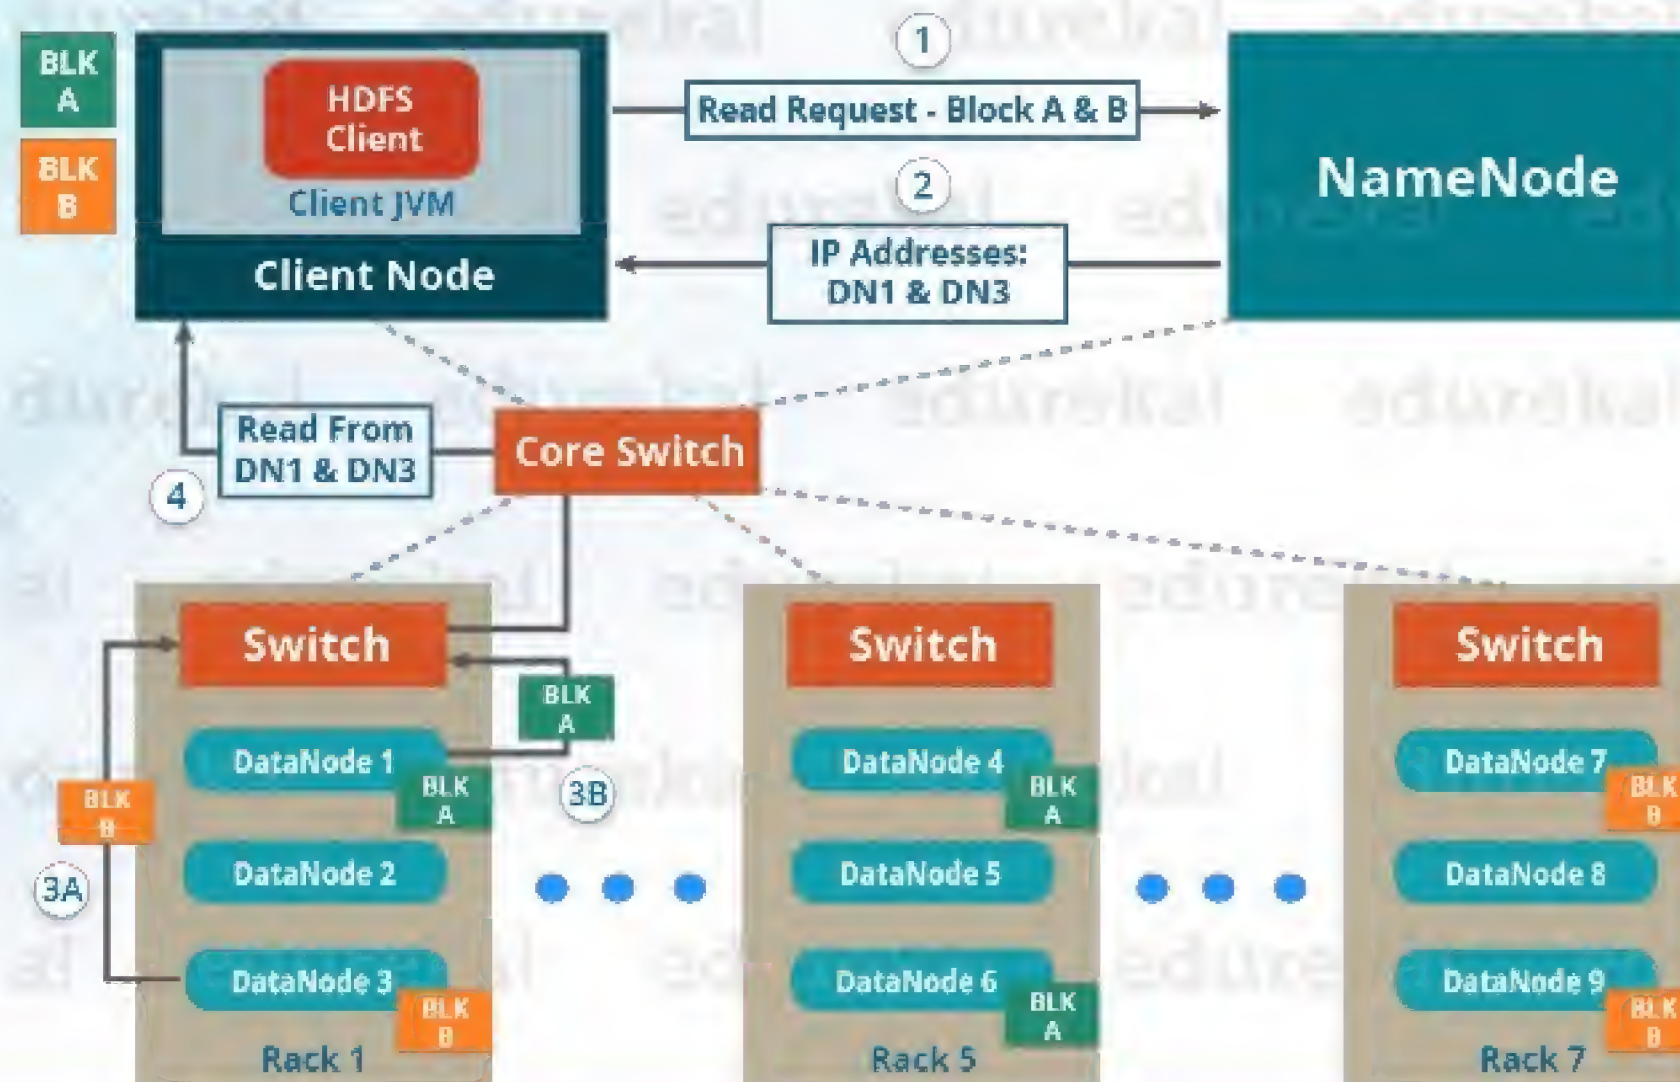 BLK
A
BLK
B
HDFS
Client
Client JVM
Client Node
1
Read Request - Block A & B
2
IP Addresses:
DN1 & DN3
NameNode
Read From
DN1 & DN3
4
Core Switch
Switch
BLK
A
DataNode 1
BLK
A
3B
BLK
B
DataNode 2
3A
DataNode 3
BLK
B
Rack 1
Switch
DataNode 4
BLK
A
DataNode 5
DataNode 6
BLK
A
Rack 5
Switch
DataNode 7
BLK
B
DataNode 8
DataNode 9
BLK
B
Rack 7